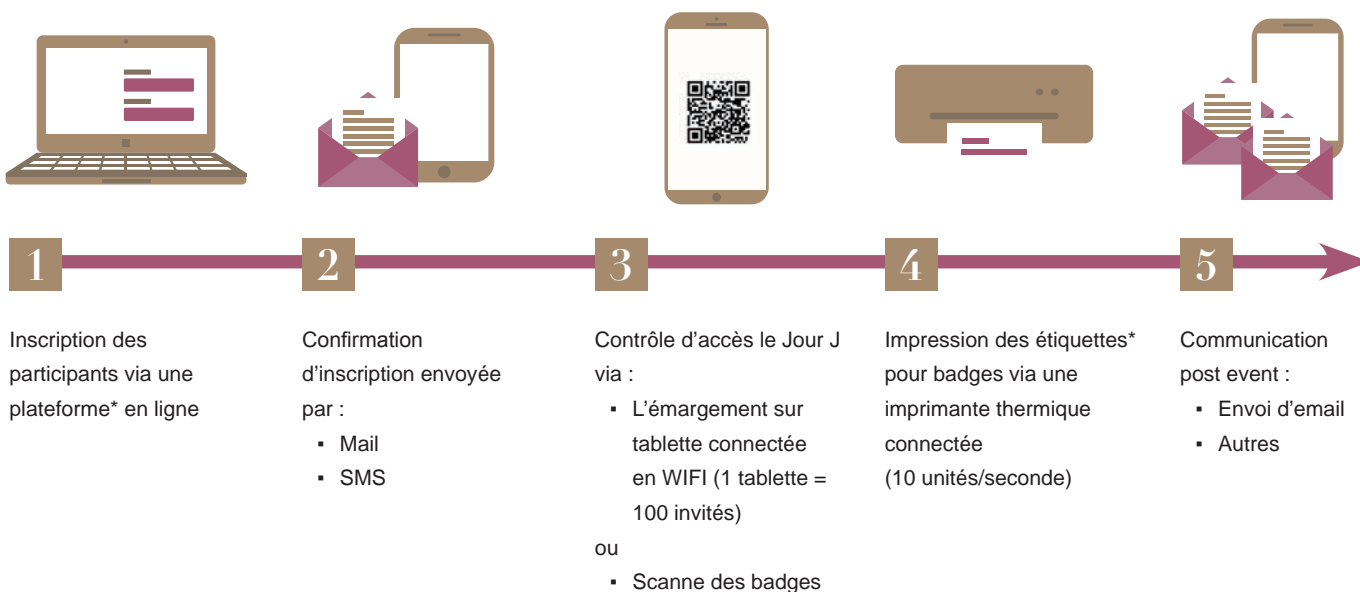 1
Inscription des
participants via une
plateforme* en ligne
2
Confirmation
d'inscription envoyée
par :
▪ Mail
▪ SMS
3
Contrôle d'accès le Jour J
via :
▪ L'émargement sur
tablette connectée
en WIFI (1 tablette =
100 invités)
ou
▪ Scanne des badges
4
Impression des étiquettes*
pour badges via une
imprimante thermique
connectée
(10 unités/seconde)
5
Communication
post event :
▪ Envoi d'email
▪ Autres